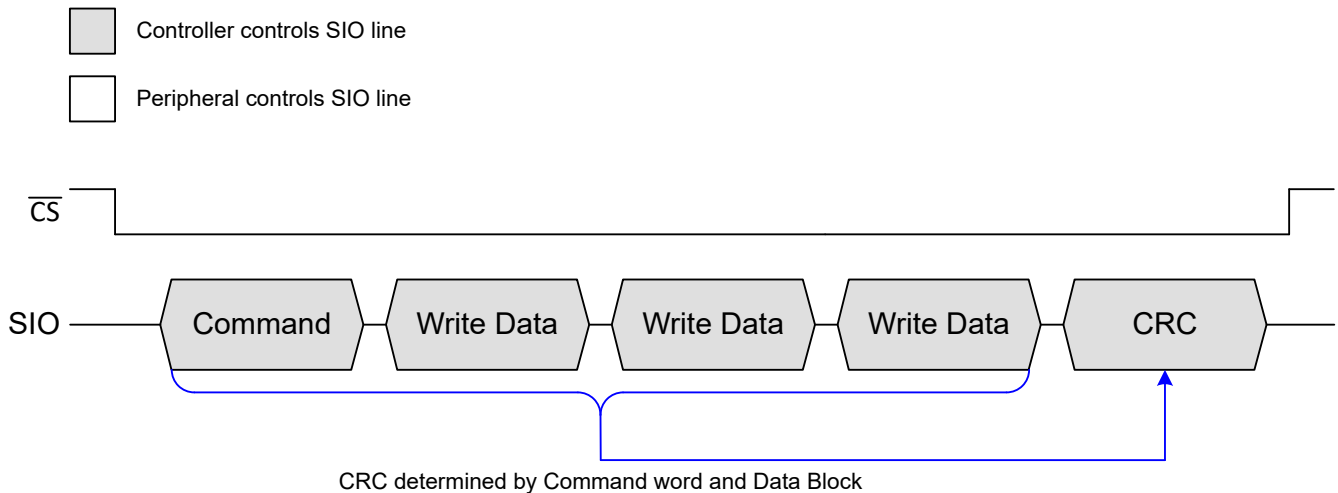 Controller controls SIO line
Peripheral controls SIO line
C̅S̅
SIO Command Write Data Write Data Write Data CRC
CRC determined by Command word and Data Block